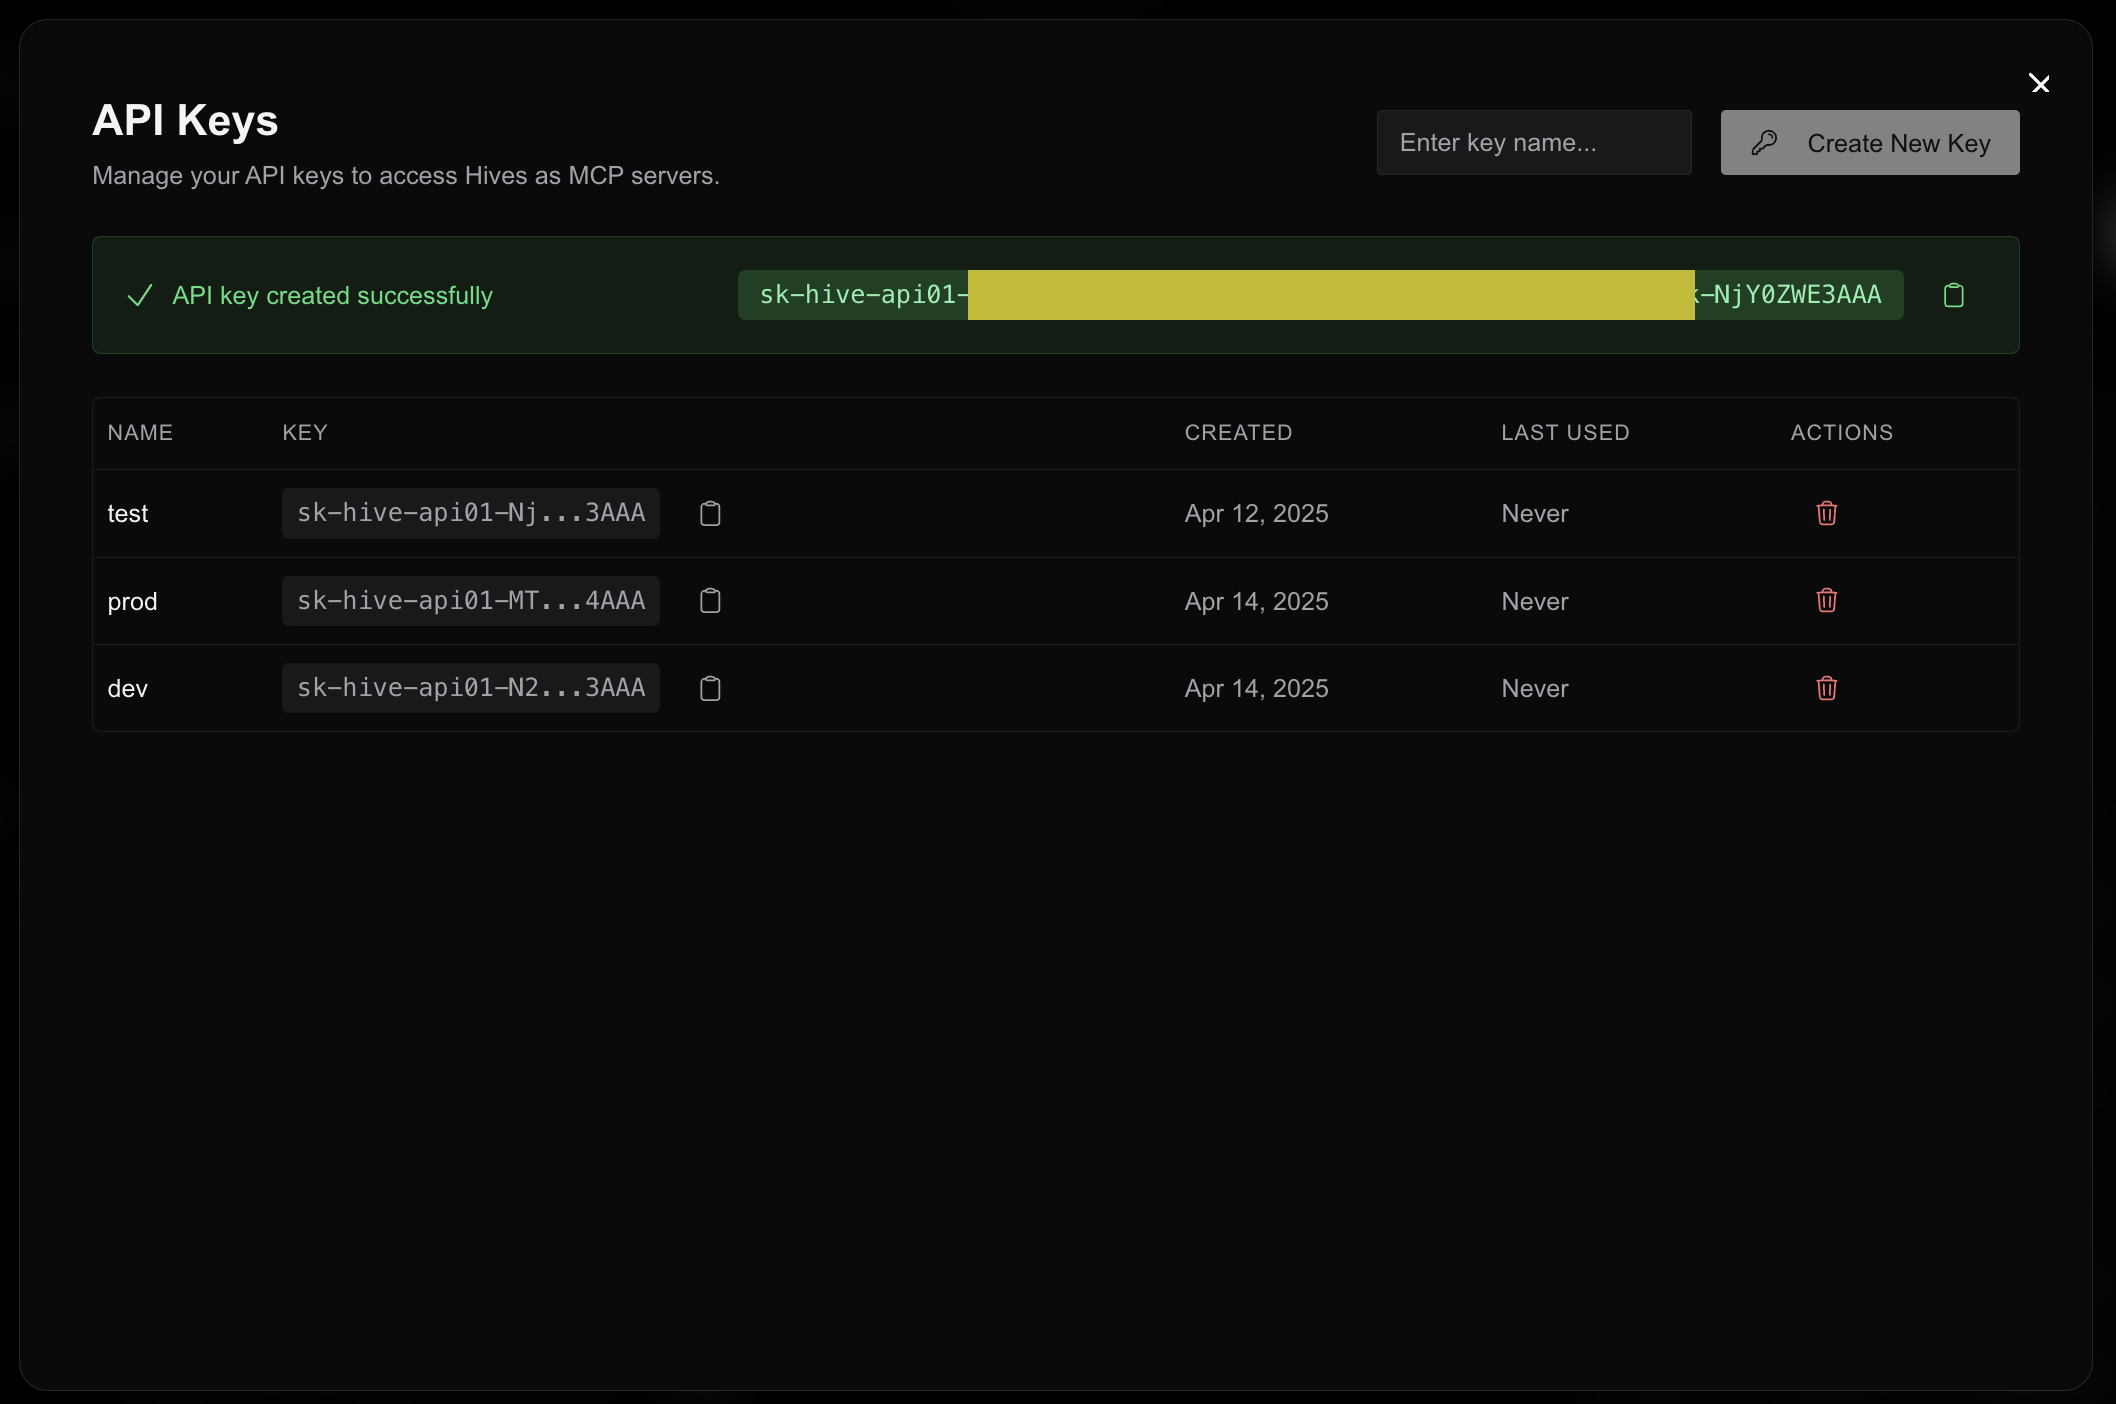 API Keys
Manage your API keys to access Hives as MCP servers.
Enter key name...
Create New Key
API key created successfully
sk-hive-api01-
-NjY0ZWE3AAA
NAME KEY CREATED LAST USED ACTIONS
test sk-hive-api01-Nj...3AAA Apr 12, 2025 Never
prod sk-hive-api01-MT...4AAA Apr 14, 2025 Never
dev sk-hive-api01-N2...3AAA Apr 14, 2025 Never